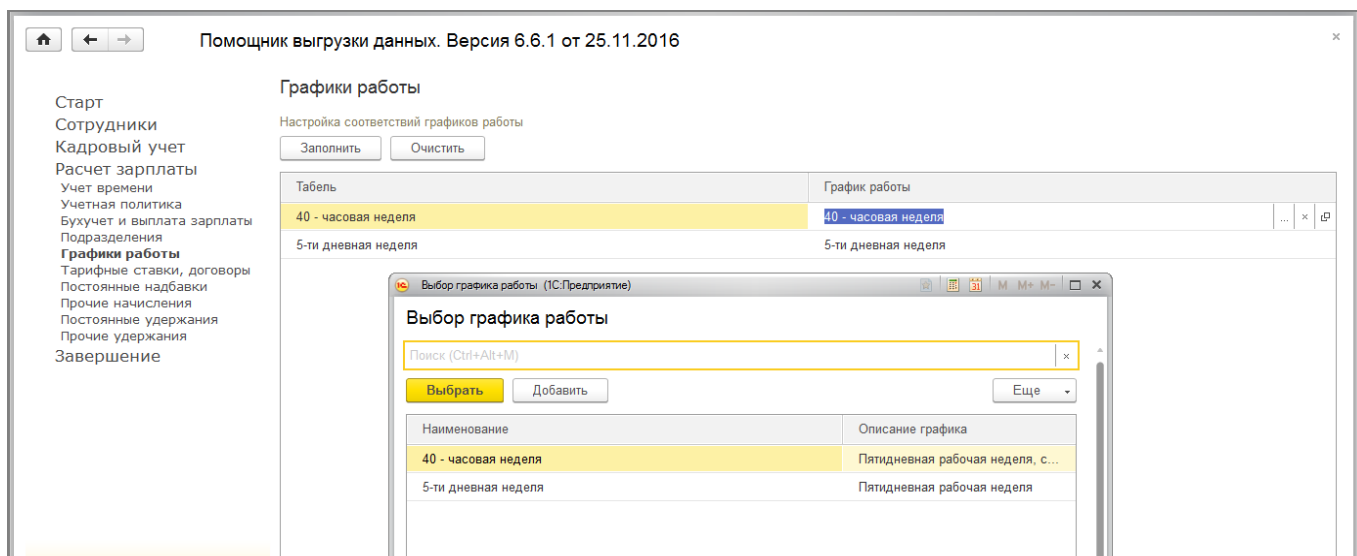 Помощник выгрузки данных. Версия 6.6.1 от 25.11.2016
Старт
Сотрудники
Кадровый учет
Расчет зарплаты
Учет времени
Учетная политика
Бухучет и выплата зарплаты
Подразделения
Графики работы
Тарифные ставки, договоры
Постоянные надбавки
Прочие начисления
Постоянные удержания
Прочие удержания
Завершение
Графики работы
Настройка соответствий графиков работы
Заполнить Очистить
Табель График работы
40 - часовая неделя 40 - часовая неделя ... ×
5-ти дневная неделя 5-ти дневная неделя
1С Выбор графика работы (1С:Предприятие) 31 M M+ M-
Выбор графика работы
Поиск (Ctrl+Alt+M) ×
Выбрать Добавить Еще
Наименование Описание графика
40 - часовая неделя Пятидневная рабочая неделя, с...
5-ти дневная неделя Пятидневная рабочая неделя